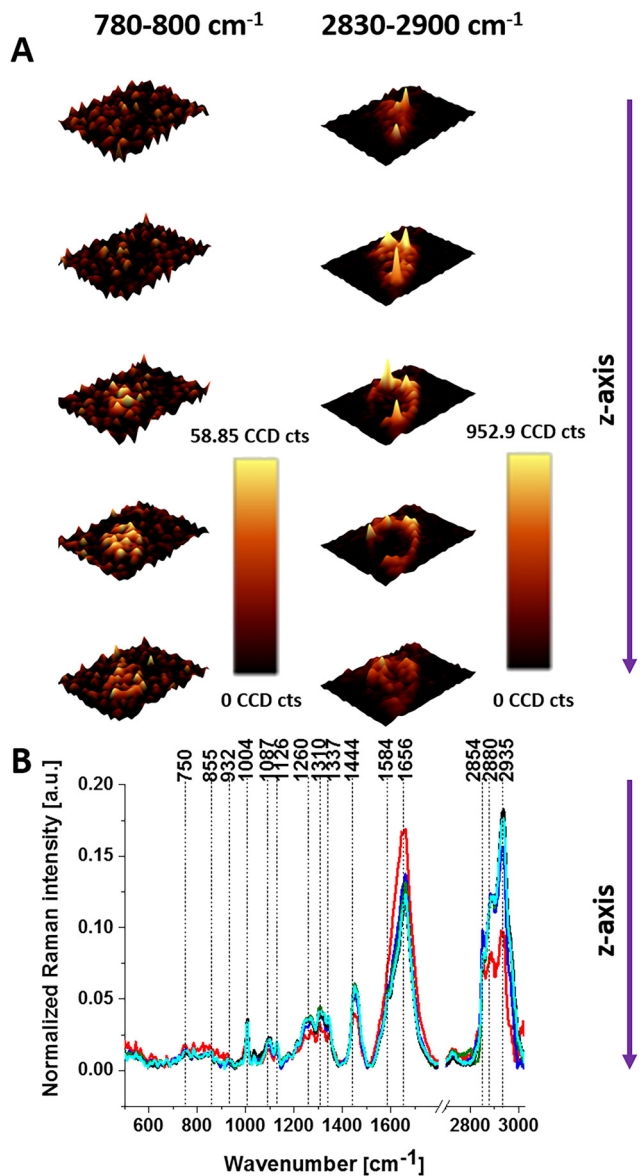 780-800 cm⁻¹ 2830-2900 cm⁻¹
A
z-axis
58.85 CCD cts 952.9 CCD cts
0 CCD cts 0 CCD cts
B
750 855 932 1004 1087 1126 1260 1310 1337 1444 1584 1656 2854 2880 2935
Normalized Raman intensity [a.u.]
0.20
0.15
0.10
0.05
0.00
z-axis
600 800 1000 1200 1400 1600 2800 3000
Wavenumber [cm⁻¹]